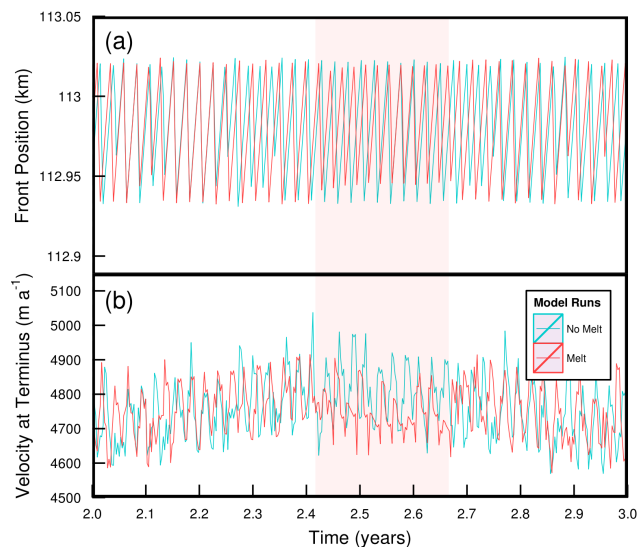 113.05
113
112.95
112.9
Front Position (km)
(a)
5100
5000
4900
4800
4700
4600
4500
Velocity at Terminus (m a-1)
(b)
Model Runs
No Melt
Melt
2.0 2.1 2.2 2.3 2.4 2.5 2.6 2.7 2.8 2.9 3.0
Time (years)